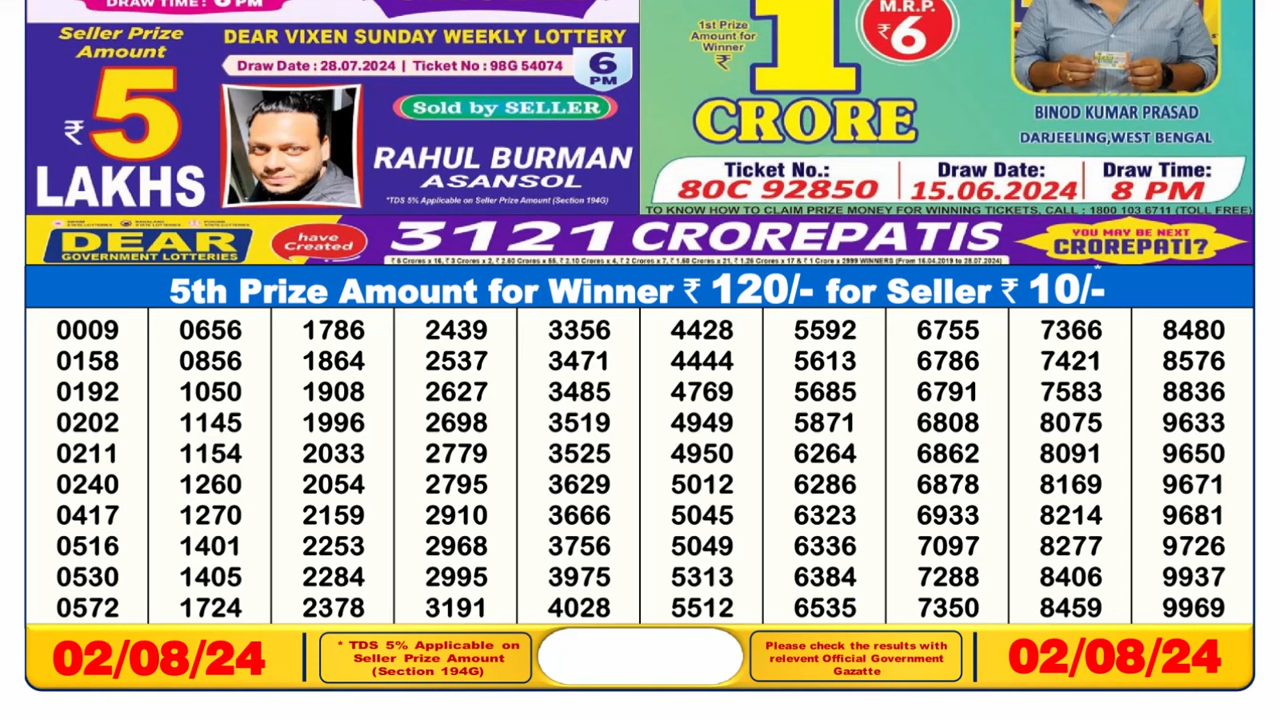 DRAW TIME: 6 PM
Seller Prize
Amount
₹ 5
LAKHS
DEAR VIXEN SUNDAY WEEKLY LOTTERY
Draw Date : 28.07.2024 | Ticket No : 98G 54074
6
PM
Sold by SELLER
RAHUL BURMAN
ASANSOL
*TDS 5% Applicable on Seller Prize Amount (Section 194G)
1st Prize
Amount for
Winner
₹
1
CRORE
M.R.P.
₹6
BINOD KUMAR PRASAD
DARJEELING,WEST BENGAL
Ticket No.: Draw Date: Draw Time:
80C 92850 15.06.2024 8 PM
TO KNOW HOW TO CLAIM PRIZE MONEY FOR WINNING TICKETS, CALL : 1800 103 6711 (TOLL FREE)
DEAR
GOVERNMENT LOTTERIES
have
Created
3121 CROREPATIS
YOU MAY BE NEXT
CROREPATI?
5th Prize Amount for Winner ₹ 120/- for Seller ₹ 10/-*
0009 0656 1786 2439 3356 4428 5592 6755 7366 8480
0158 0856 1864 2537 3471 4444 5613 6786 7421 8576
0192 1050 1908 2627 3485 4769 5685 6791 7583 8836
0202 1145 1996 2698 3519 4949 5871 6808 8075 9633
0211 1154 2033 2779 3525 4950 6264 6862 8091 9650
0240 1260 2054 2795 3629 5012 6286 6878 8169 9671
0417 1270 2159 2910 3666 5045 6323 6933 8214 9681
0516 1401 2253 2968 3756 5049 6336 7097 8277 9726
0530 1405 2284 2995 3975 5313 6384 7288 8406 9937
0572 1724 2378 3191 4028 5512 6535 7350 8459 9969
02/08/24
* TDS 5% Applicable on
Seller Prize Amount
(Section 194G)
Please check the results with
relevent Official Government
Gazatte
02/08/24